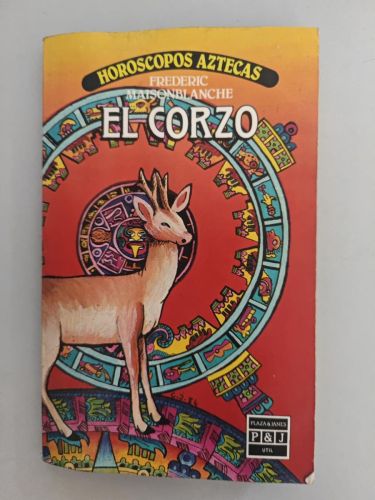 HOROSCOPOS AZTECAS
FREDERIC
MAISONBLANCHE
EL CORZO
PLAZA & JANES
P & J
UTIL